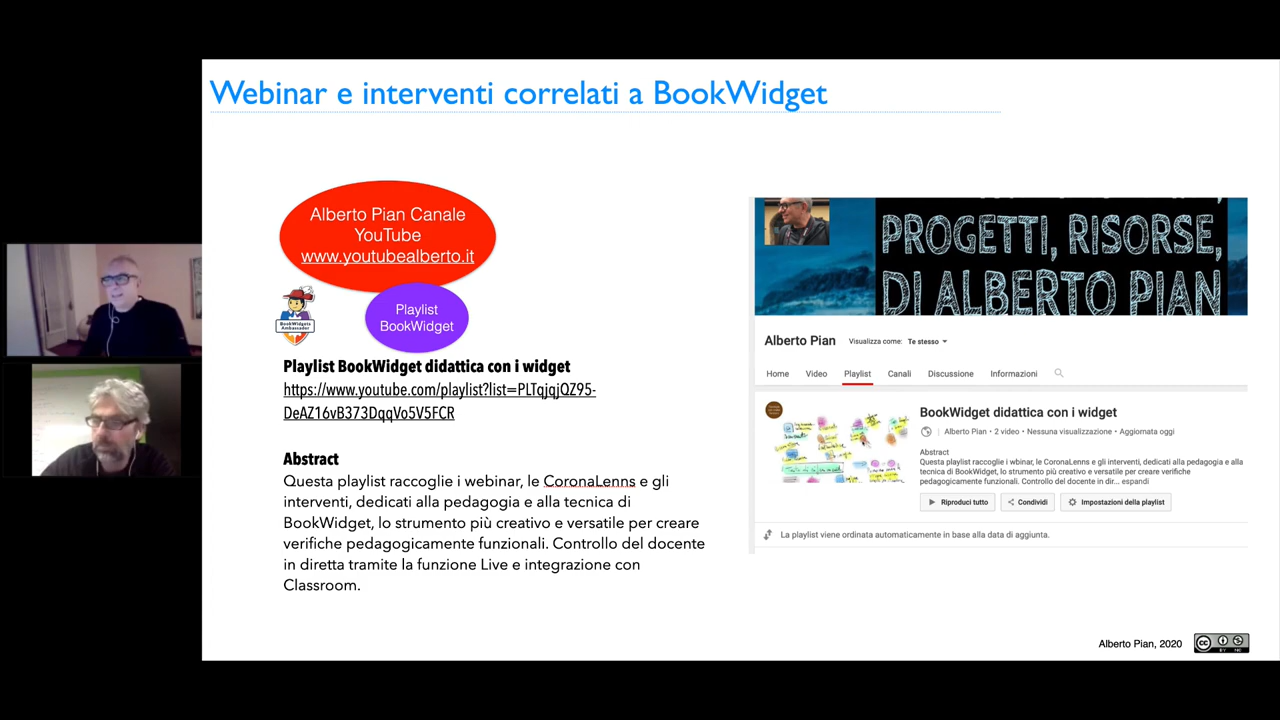 Webinar e interventi correlati a BookWidget
Alberto Pian Canale
YouTube
www.youtubealberto.it
BookWidgets
Ambassador
Playlist
BookWidget
Playlist BookWidget didattica con i widget
https://www.youtube.com/playlist?list=PLTqjqjQZ95-
DeAZ16vB373DqqVo5V5FCR
Abstract
Questa playlist raccoglie i webinar, le CoronaLenns e gli
interventi, dedicati alla pedagogia e alla tecnica di
BookWidget, lo strumento più creativo e versatile per creare
verifiche pedagogicamente funzionali. Controllo del docente
in diretta tramite la funzione Live e integrazione con
Classroom.
PROGETTI, RISORSE,
DI ALBERTO PIAN
Alberto Pian Visualizza come: Te stesso
Home Video Playlist Canali Discussione Informazioni
BookWidget didattica con i widget
Alberto Pian • 2 video • Nessuna visualizzazione • Aggiornata oggi
Abstract
Questa playlist raccoglie i wbinar, le CoronaLenns e gli interventi, dedicati alla pedagogia e alla
tecnica di BookWidget, lo strumento più creativo e versatile per creare verifiche
pedagogicamente funzionali. Controllo del docente in dir... espandi
Riproduci tutto Condividi Impostazioni della playlist
La playlist viene ordinata automaticamente in base alla data di aggiunta.
Alberto Pian, 2020
cc BY NC